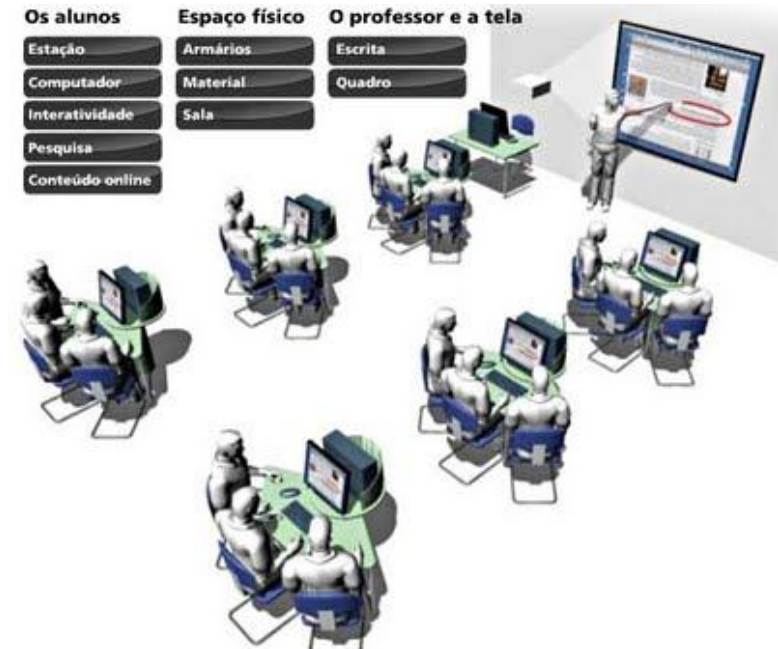 Os alunos
Estação
Computador
Interatividade
Pesquisa
Conteúdo online
Espaço físico
Armários
Material
Sala
O professor e a tela
Escrita
Quadro